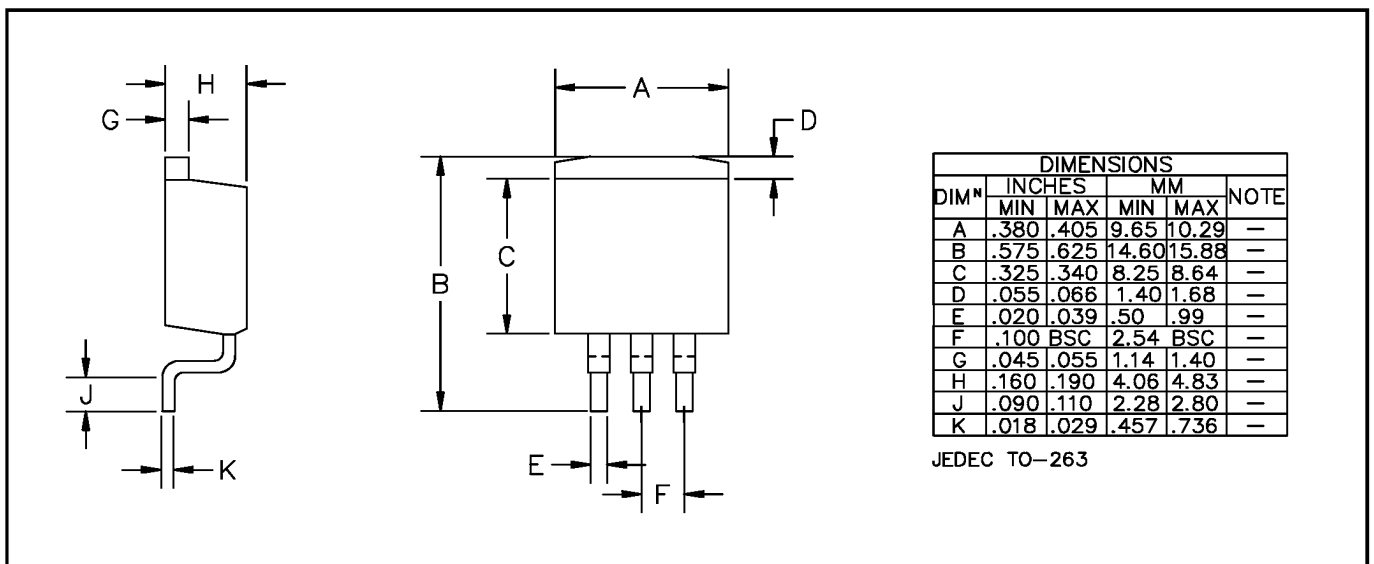 H
G
A
D
C
B
J
K
E
F
DIMENSIONS
DIMᴺ INCHES MM NOTE
MIN MAX MIN MAX
A .380 .405 9.65 10.29 —
B .575 .625 14.60 15.88 —
C .325 .340 8.25 8.64 —
D .055 .066 1.40 1.68 —
E .020 .039 .50 .99 —
F .100 BSC 2.54 BSC —
G .045 .055 1.14 1.40 —
H .160 .190 4.06 4.83 —
J .090 .110 2.28 2.80 —
K .018 .029 .457 .736 —
JEDEC TO-263